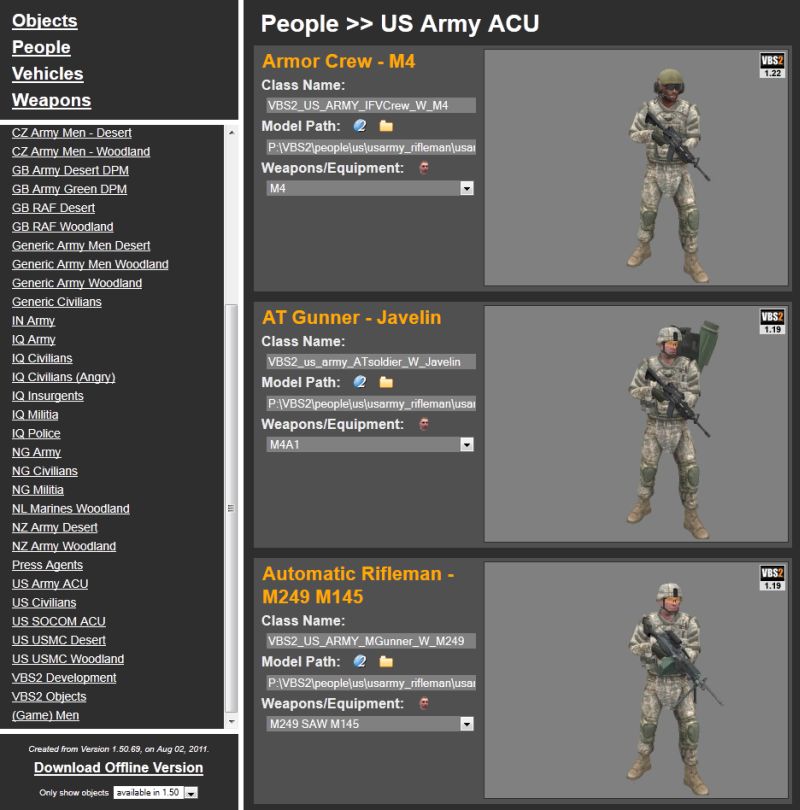 Objects
People
Vehicles
Weapons
CZ Army Men - Desert
CZ Army Men - Woodland
GB Army Desert DPM
GB Army Green DPM
GB RAF Desert
GB RAF Woodland
Generic Army Men Desert
Generic Army Men Woodland
Generic Army Woodland
Generic Civilians
IN Army
IQ Army
IQ Civilians
IQ Civilians (Angry)
IQ Insurgents
IQ Militia
IQ Police
NG Army
NG Civilians
NG Militia
NL Marines Woodland
NZ Army Desert
NZ Army Woodland
Press Agents
US Army ACU
US Civilians
US SOCOM ACU
US USMC Desert
US USMC Woodland
VBS2 Development
VBS2 Objects
(Game) Men
Created from Version 1.50.69, on Aug 02, 2011.
Download Offline Version
Only show objects available in 1.50
People >> US Army ACU
Armor Crew - M4
Class Name:
VBS2_US_ARMY_IFVCrew_W_M4
Model Path:
P:\VBS2\people\us\usarmy_rifleman\usar
Weapons/Equipment:
M4
VBS2
1.22
AT Gunner - Javelin
Class Name:
VBS2_us_army_ATsoldier_W_Javelin
Model Path:
P:\VBS2\people\us\usarmy_rifleman\usar
Weapons/Equipment:
M4A1
VBS2
1.19
Automatic Rifleman -
M249 M145
Class Name:
VBS2_US_ARMY_MGunner_W_M249
Model Path:
P:\VBS2\people\us\usarmy_rifleman\usar
Weapons/Equipment:
M249 SAW M145
VBS2
1.19